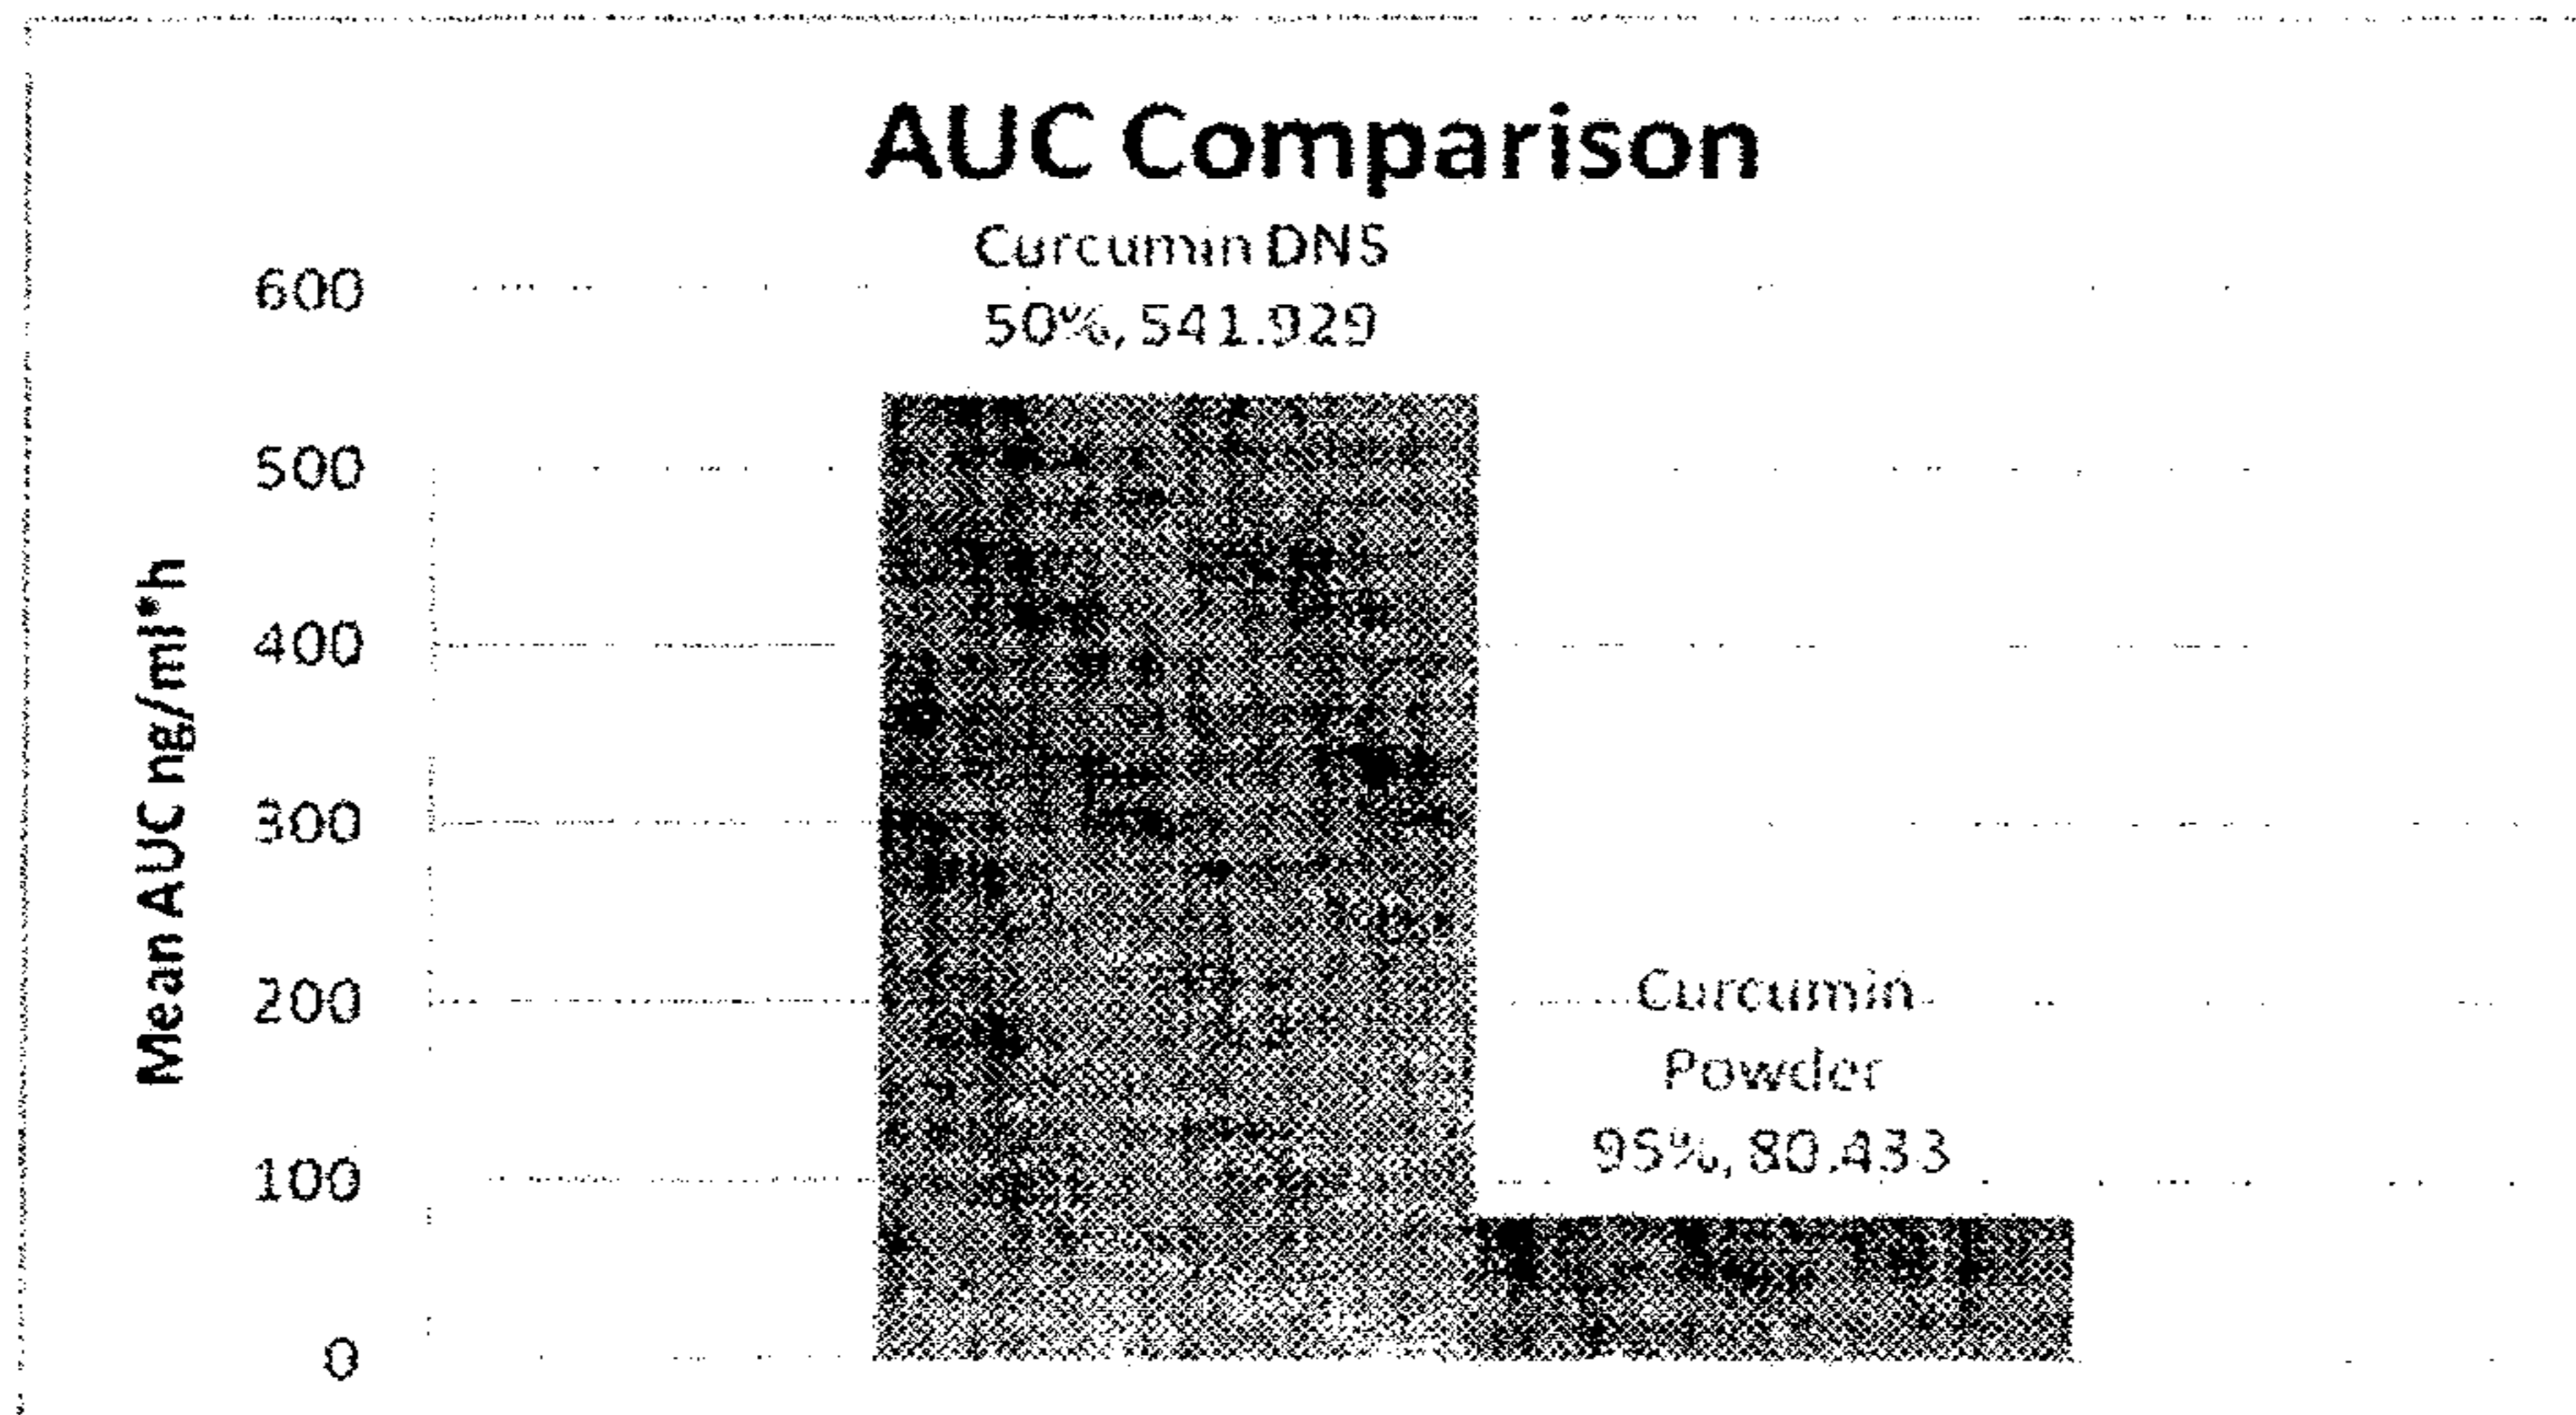 AUC Comparison
Curcumin DNS
50%, 541.929
600
500
400
300
200
100
0
Mean AUC ng/ml*h
Curcumin
Powder
95%, 80.433